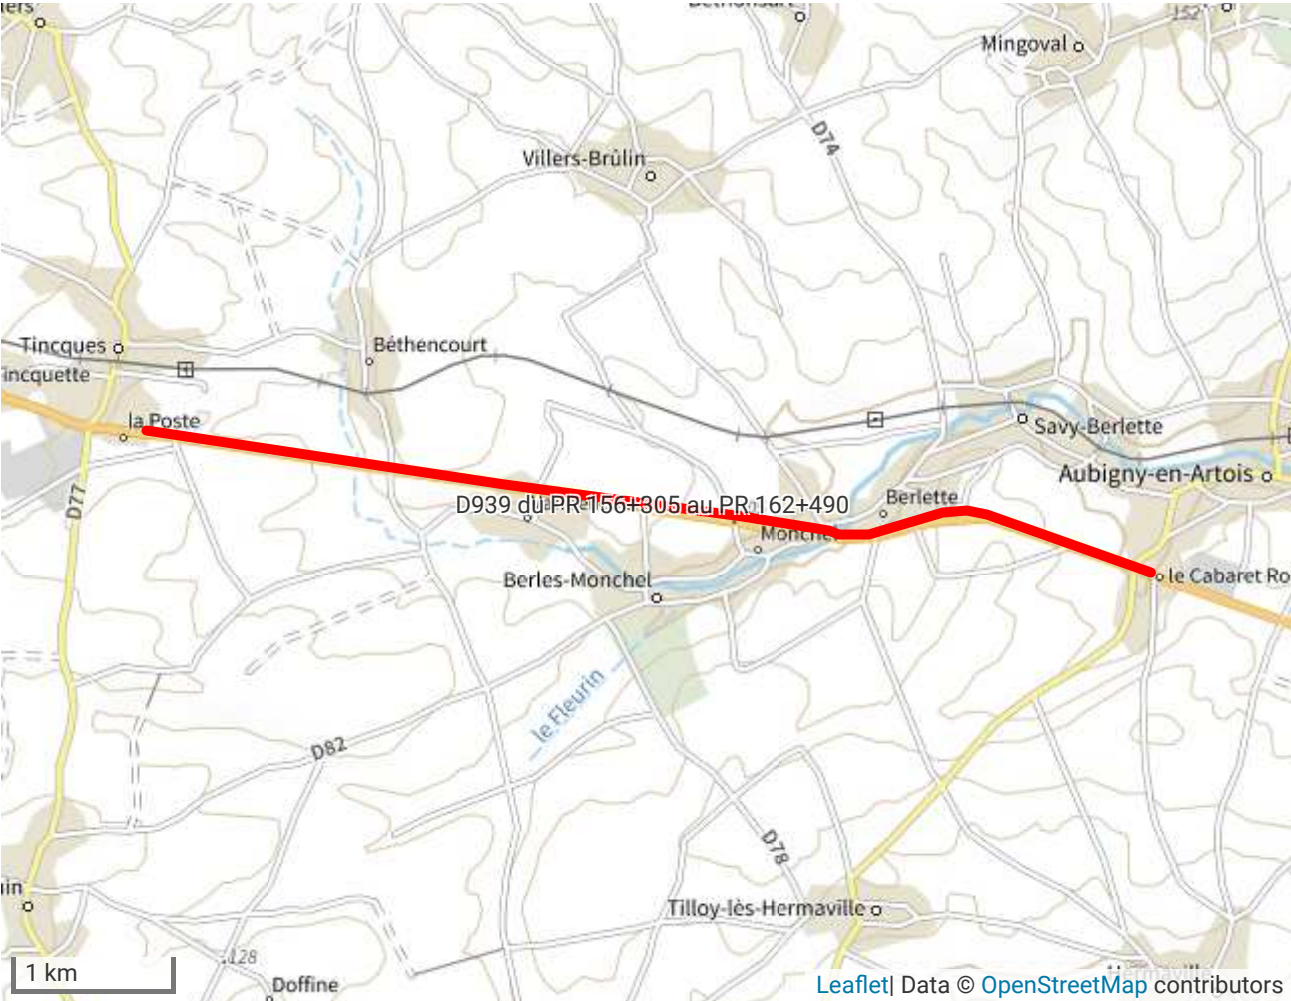 152
Mingoval
D74
Villers-Brûlin
Tincques
Béthencourt
la Poste
Savy-Berlette
Aubigny-en-Artois
D77
D939 du PR 156+305 au PR 162+490
Berlette
Berles-Monchel
le Cabaret Ro
le Fleurin
D82
D78
Tilloy-lès-Hermaville
128
Doffine
Hermaville
1 km
Leaflet| Data © OpenStreetMap contributors